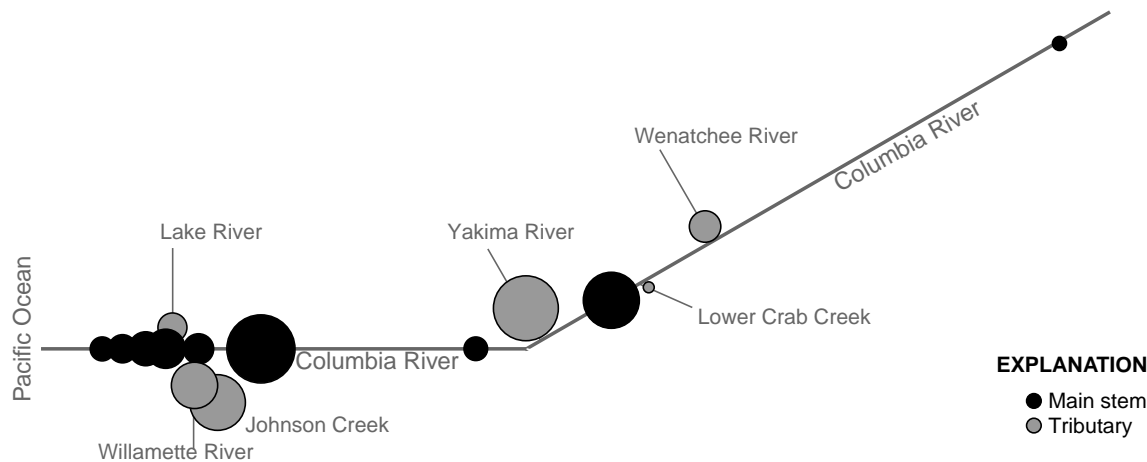 Columbia River
Wenatchee River
Lake River
Yakima River
Pacific Ocean
Lower Crab Creek
Columbia River
EXPLANATION
Main stem
Tributary
Johnson Creek
Willamette River